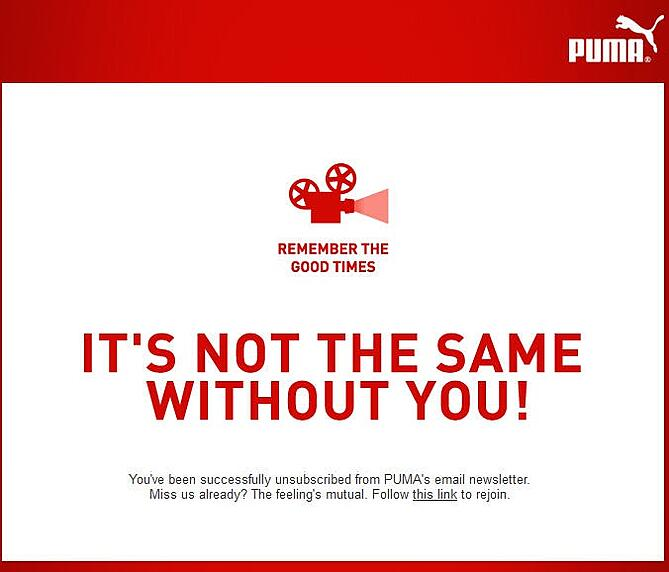 PUMA®
REMEMBER THE
GOOD TIMES
IT'S NOT THE SAME
WITHOUT YOU!
You've been successfully unsubscribed from PUMA's email newsletter.
Miss us already? The feeling's mutual. Follow this link to rejoin.